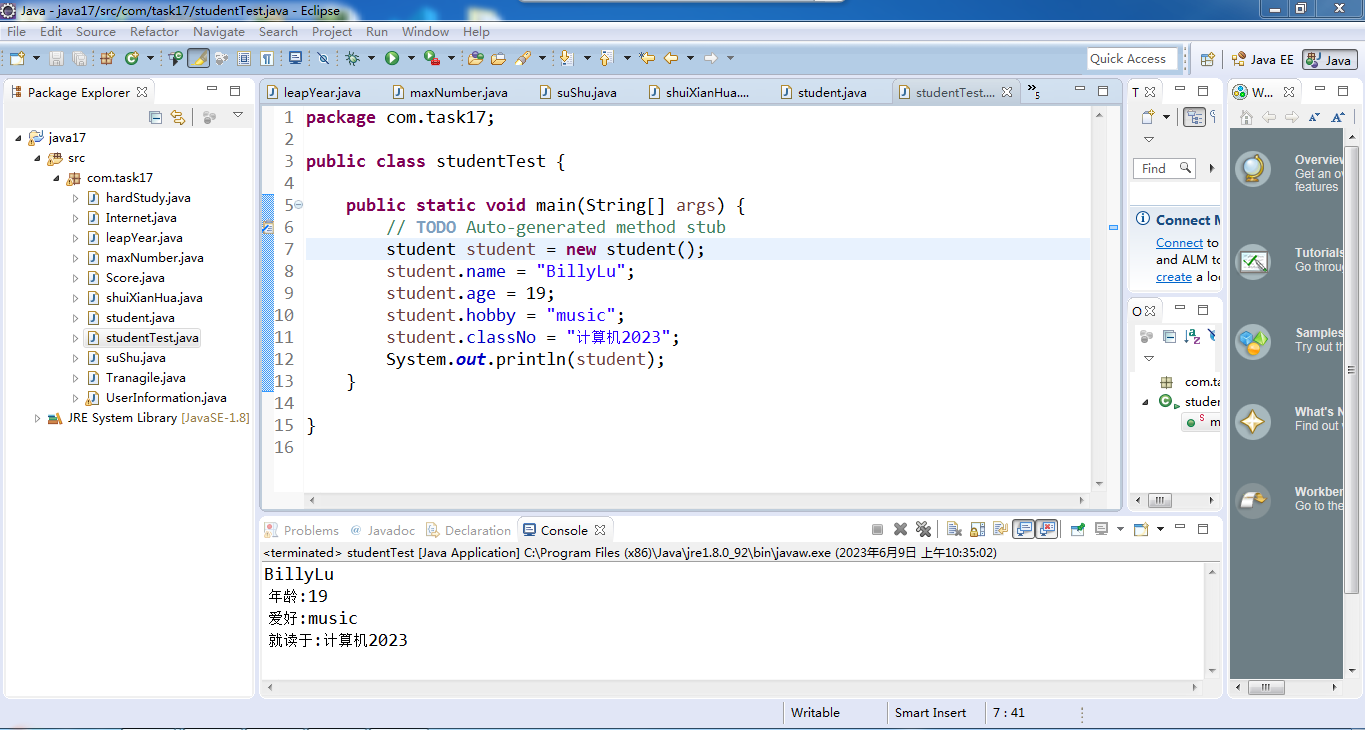 Java - java17/src/com/task17/studentTest.java - Eclipse
File Edit Source Refactor Navigate Search Project Run Window Help
Quick Access
Java EE
Java
Package Explorer
java17
src
com.task17
hardStudy.java
Internet.java
leapYear.java
maxNumber.java
Score.java
shuiXianHua.java
student.java
studentTest.java
suShu.java
Tranagile.java
UserInformation.java
JRE System Library [JavaSE-1.8]
leapYear.java maxNumber.java suShu.java shuiXianHua.... student.java studentTest.... »5
1 package com.task17;
2
3 public class studentTest {
4
5 public static void main(String[] args) {
6 // TODO Auto-generated method stub
7 student student = new student();
8 student.name = "BillyLu";
9 student.age = 19;
10 student.hobby = "music";
11 student.classNo = "计算机2023";
12 System.out.println(student);
13 }
14
15 }
16
Problems @ Javadoc Declaration Console
<terminated> studentTest [Java Application] C:\Program Files (x86)\Java\jre1.8.0_92\bin\javaw.exe (2023年6月9日 上午10:35:02)
BillyLu
年龄:19
爱好:music
就读于:计算机2023
T
Find
Connect M
Connect to
and ALM to
create a lo
O
com.ta
studen
m
W...
Overview
Get an ov
features
Tutorials
Go throug
Samples
Try out th
What's N
Find out w
Workben
Go to the
Writable Smart Insert 7 : 41